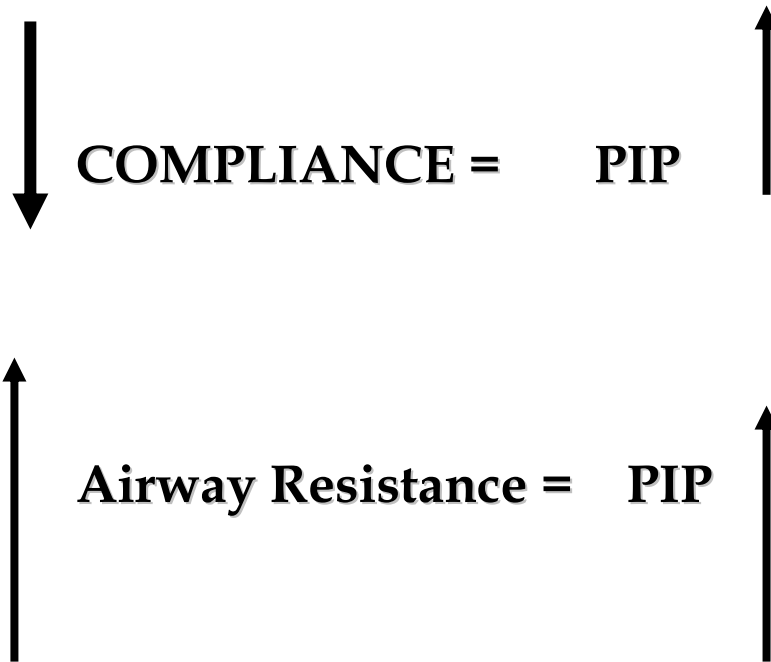 COMPLIANCE = PIP
Airway Resistance = PIP